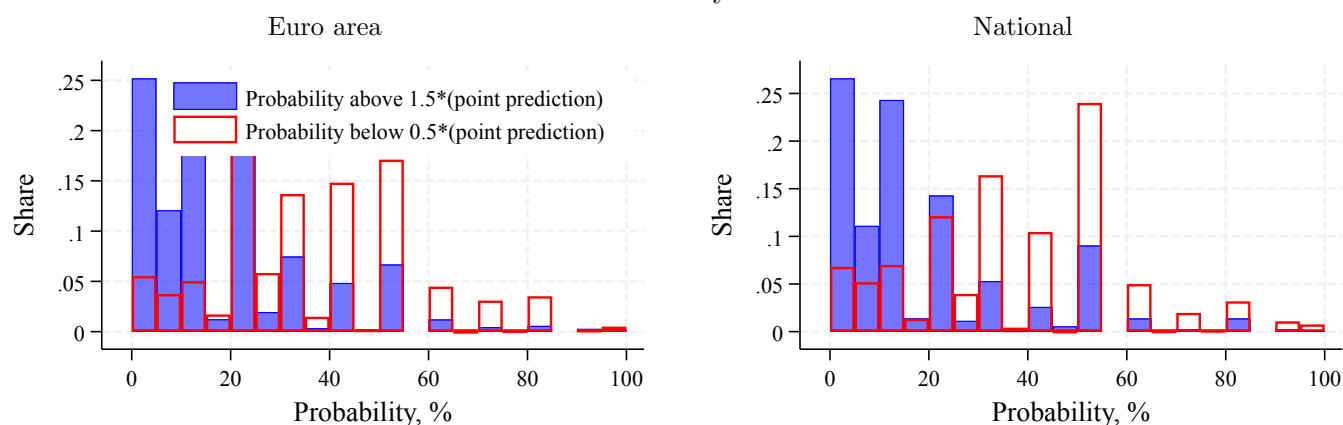 Euro area
.25
.2
.15
.1
.05
0
Share
Probability above 1.5*(point prediction)
Probability below 0.5*(point prediction)
0 20 40 60 80 100
Probability, %
National
.25
.2
.15
.1
.05
0
Share
0 20 40 60 80 100
Probability, %